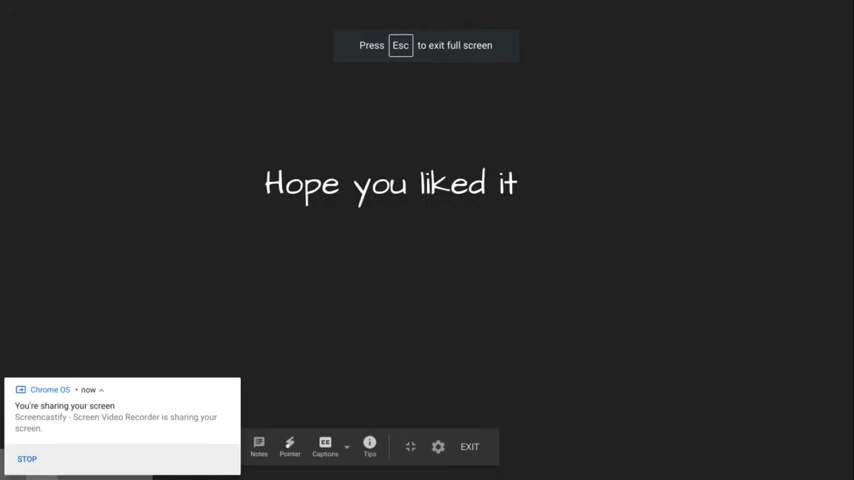 Press Esc to exit full screen
Hope you liked it
Chrome OS • now
You're sharing your screen
Screencastify - Screen Video Recorder is sharing your
screen.
STOP
Notes
Pointer
CC
Captions
Tips
EXIT